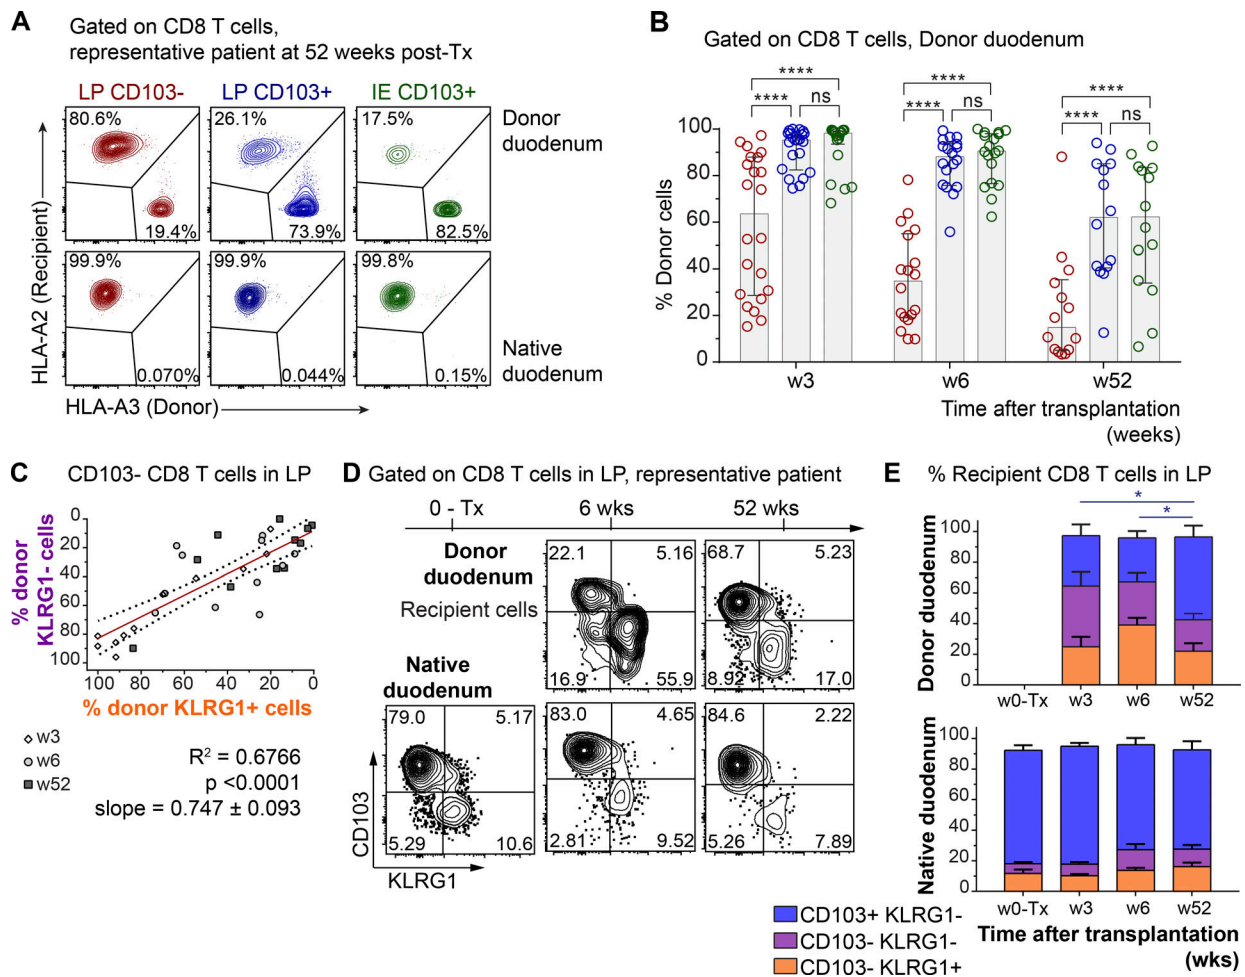 A
Gated on CD8 T cells,
representative patient at 52 weeks post-Tx
LP CD103- LP CD103+ IE CD103+
80.6% 26.1% 17.5%
Donor
duodenum
19.4% 73.9% 82.5%
99.9% 99.9% 99.8%
Native
duodenum
0.070% 0.044% 0.15%
HLA-A2 (Recipient)
HLA-A3 (Donor)
B
Gated on CD8 T cells, Donor duodenum
**** **** ****
**** ns **** ns **** ns
% Donor cells
100
80
60
40
20
0
w3 w6 w52
Time after transplantation
(weeks)
C
CD103- CD8 T cells in LP
% donor
KLRG1- cells
0
20
40
60
80
100
100 80 60 40 20 0
% donor KLRG1+ cells
w3
w6
w52
R² = 0.6766
p <0.0001
slope = 0.747 ± 0.093
D
Gated on CD8 T cells in LP, representative patient
0 - Tx 6 wks 52 wks
Donor
duodenum
Recipient cells
22.1 5.16
16.9 55.9
68.7 5.23
8.92 17.0
Native
duodenum
79.0 5.17
5.29 10.6
83.0 4.65
2.81 9.52
84.6 2.22
5.26 7.89
CD103
KLRG1
E
% Recipient CD8 T cells in LP
*
*
Donor duodenum
100
80
60
40
20
0
w0-Tx w3 w6 w52
Native duodenum
100
80
60
40
20
0
w0-Tx w3 w6 w52
Time after transplantation
(wks)
CD103+ KLRG1-
CD103- KLRG1-
CD103- KLRG1+